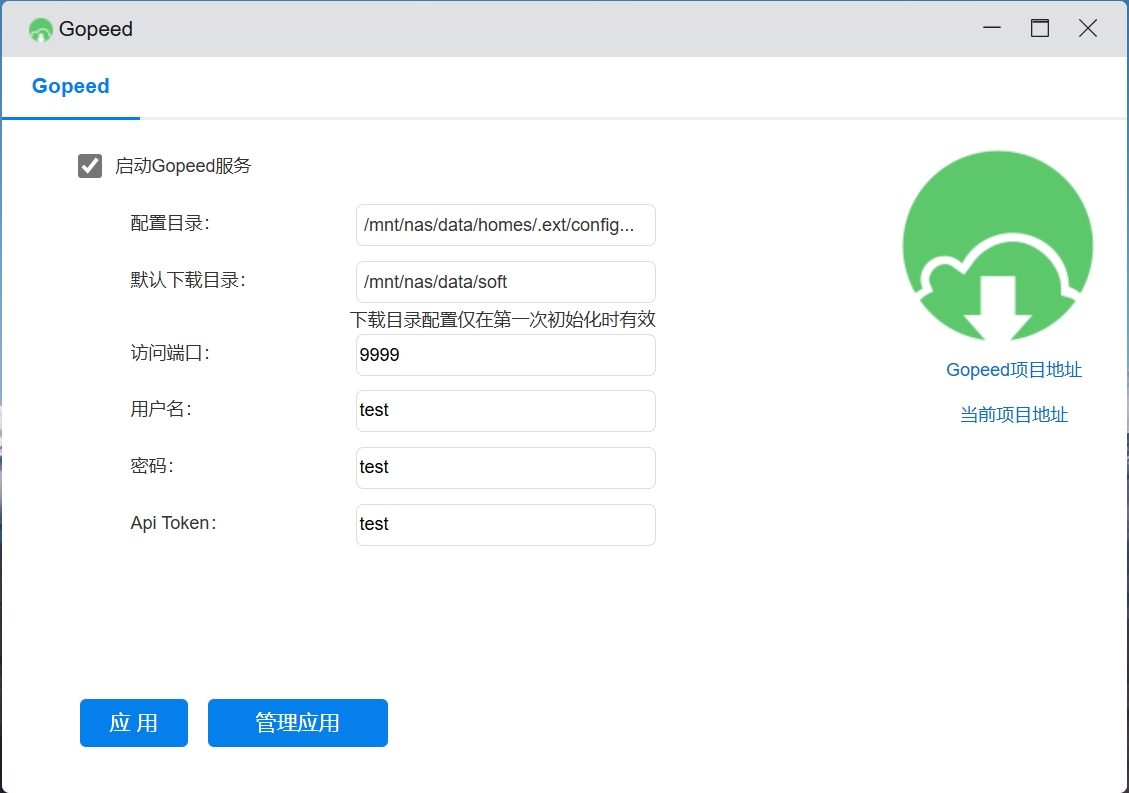 Gopeed
Gopeed
启动Gopeed服务
配置目录：
/mnt/nas/data/homes/.ext/config...
默认下载目录：
/mnt/nas/data/soft
下载目录配置仅在第一次初始化时有效
访问端口：
9999
用户名：
test
密码：
test
Api Token：
test
Gopeed项目地址
当前项目地址
应 用
管理应用